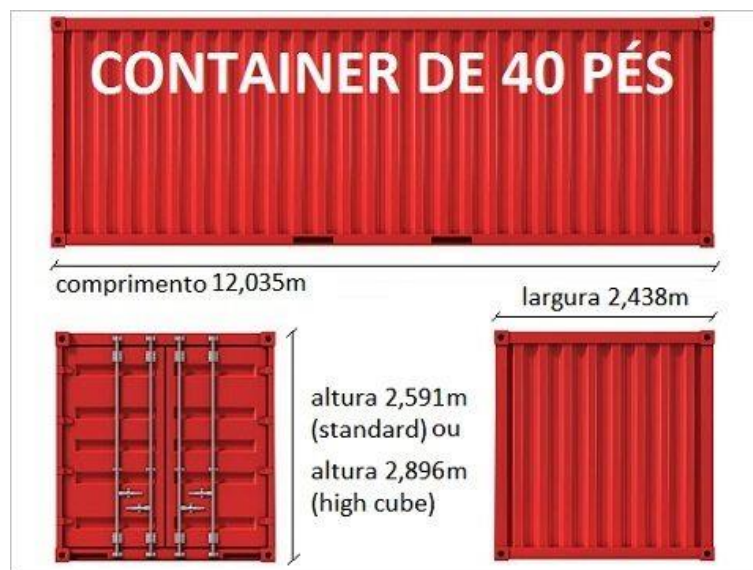 CONTAINER DE 40 PÉS
comprimento 12,035m
largura 2,438m
altura 2,591m
(standard) ou
altura 2,896m
(high cube)